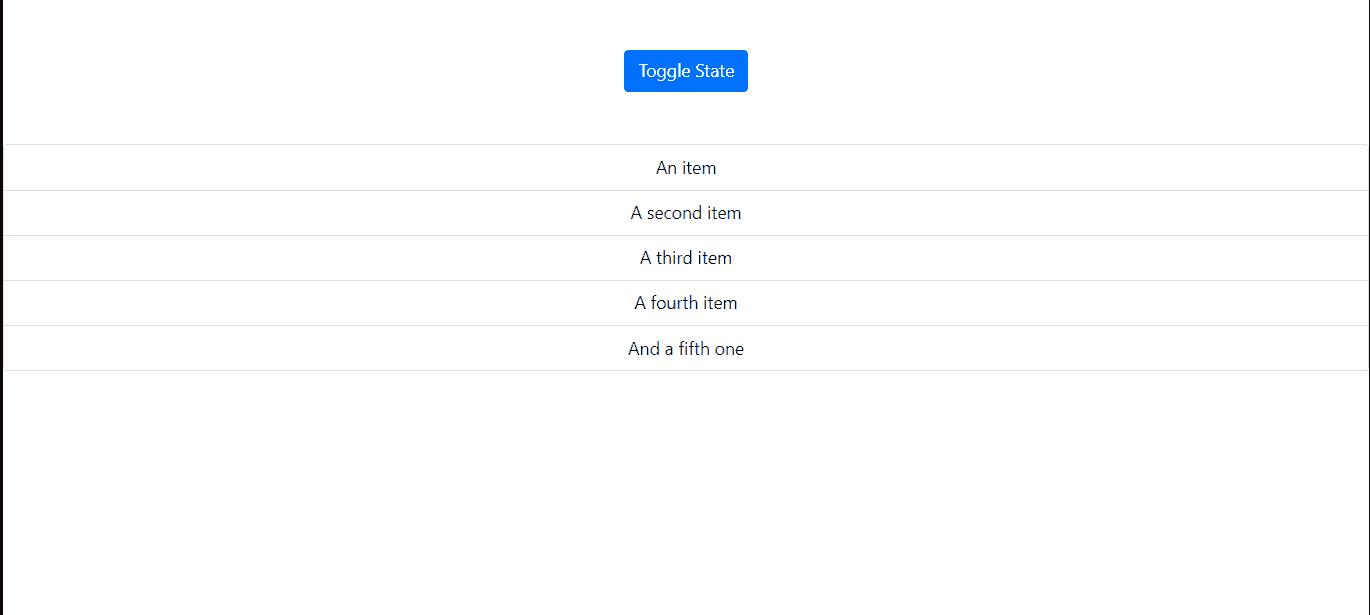 Toggle State
An item
A second item
A third item
A fourth item
And a fifth one